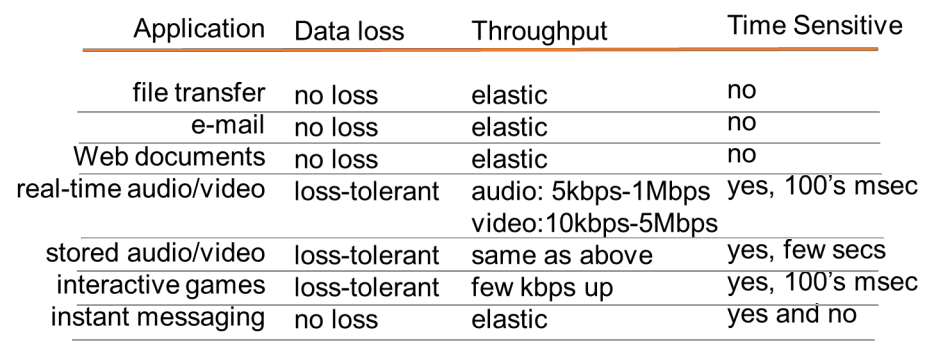 Application Data loss Throughput Time Sensitive
file transfer no loss elastic no
e-mail no loss elastic no
Web documents no loss elastic no
real-time audio/video loss-tolerant audio: 5kbps-1Mbps yes, 100's msec
video:10kbps-5Mbps
stored audio/video loss-tolerant same as above yes, few secs
interactive games loss-tolerant few kbps up yes, 100's msec
instant messaging no loss elastic yes and no